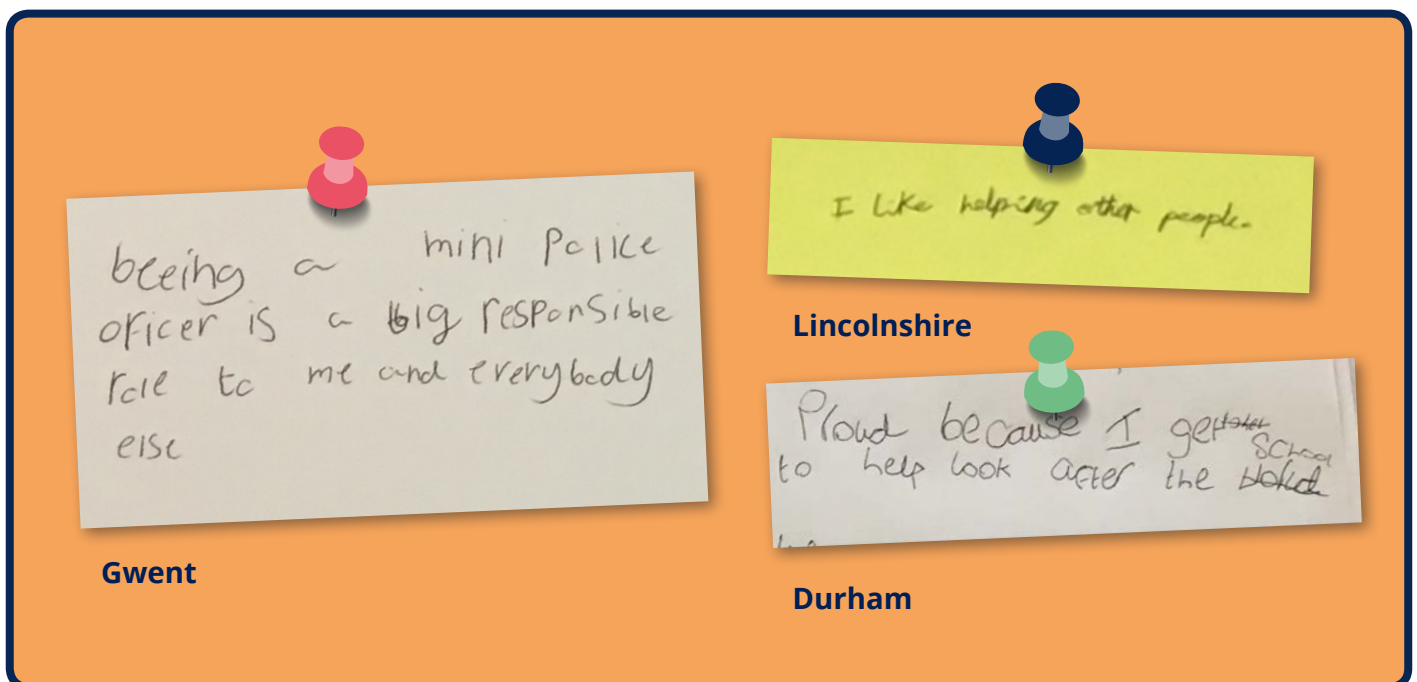 beeing a mini Police
oficer is a big responsible
role to me and everybody
else
Gwent
I like helping other people.
Lincolnshire
Proud because I get
to help look after the school
Durham